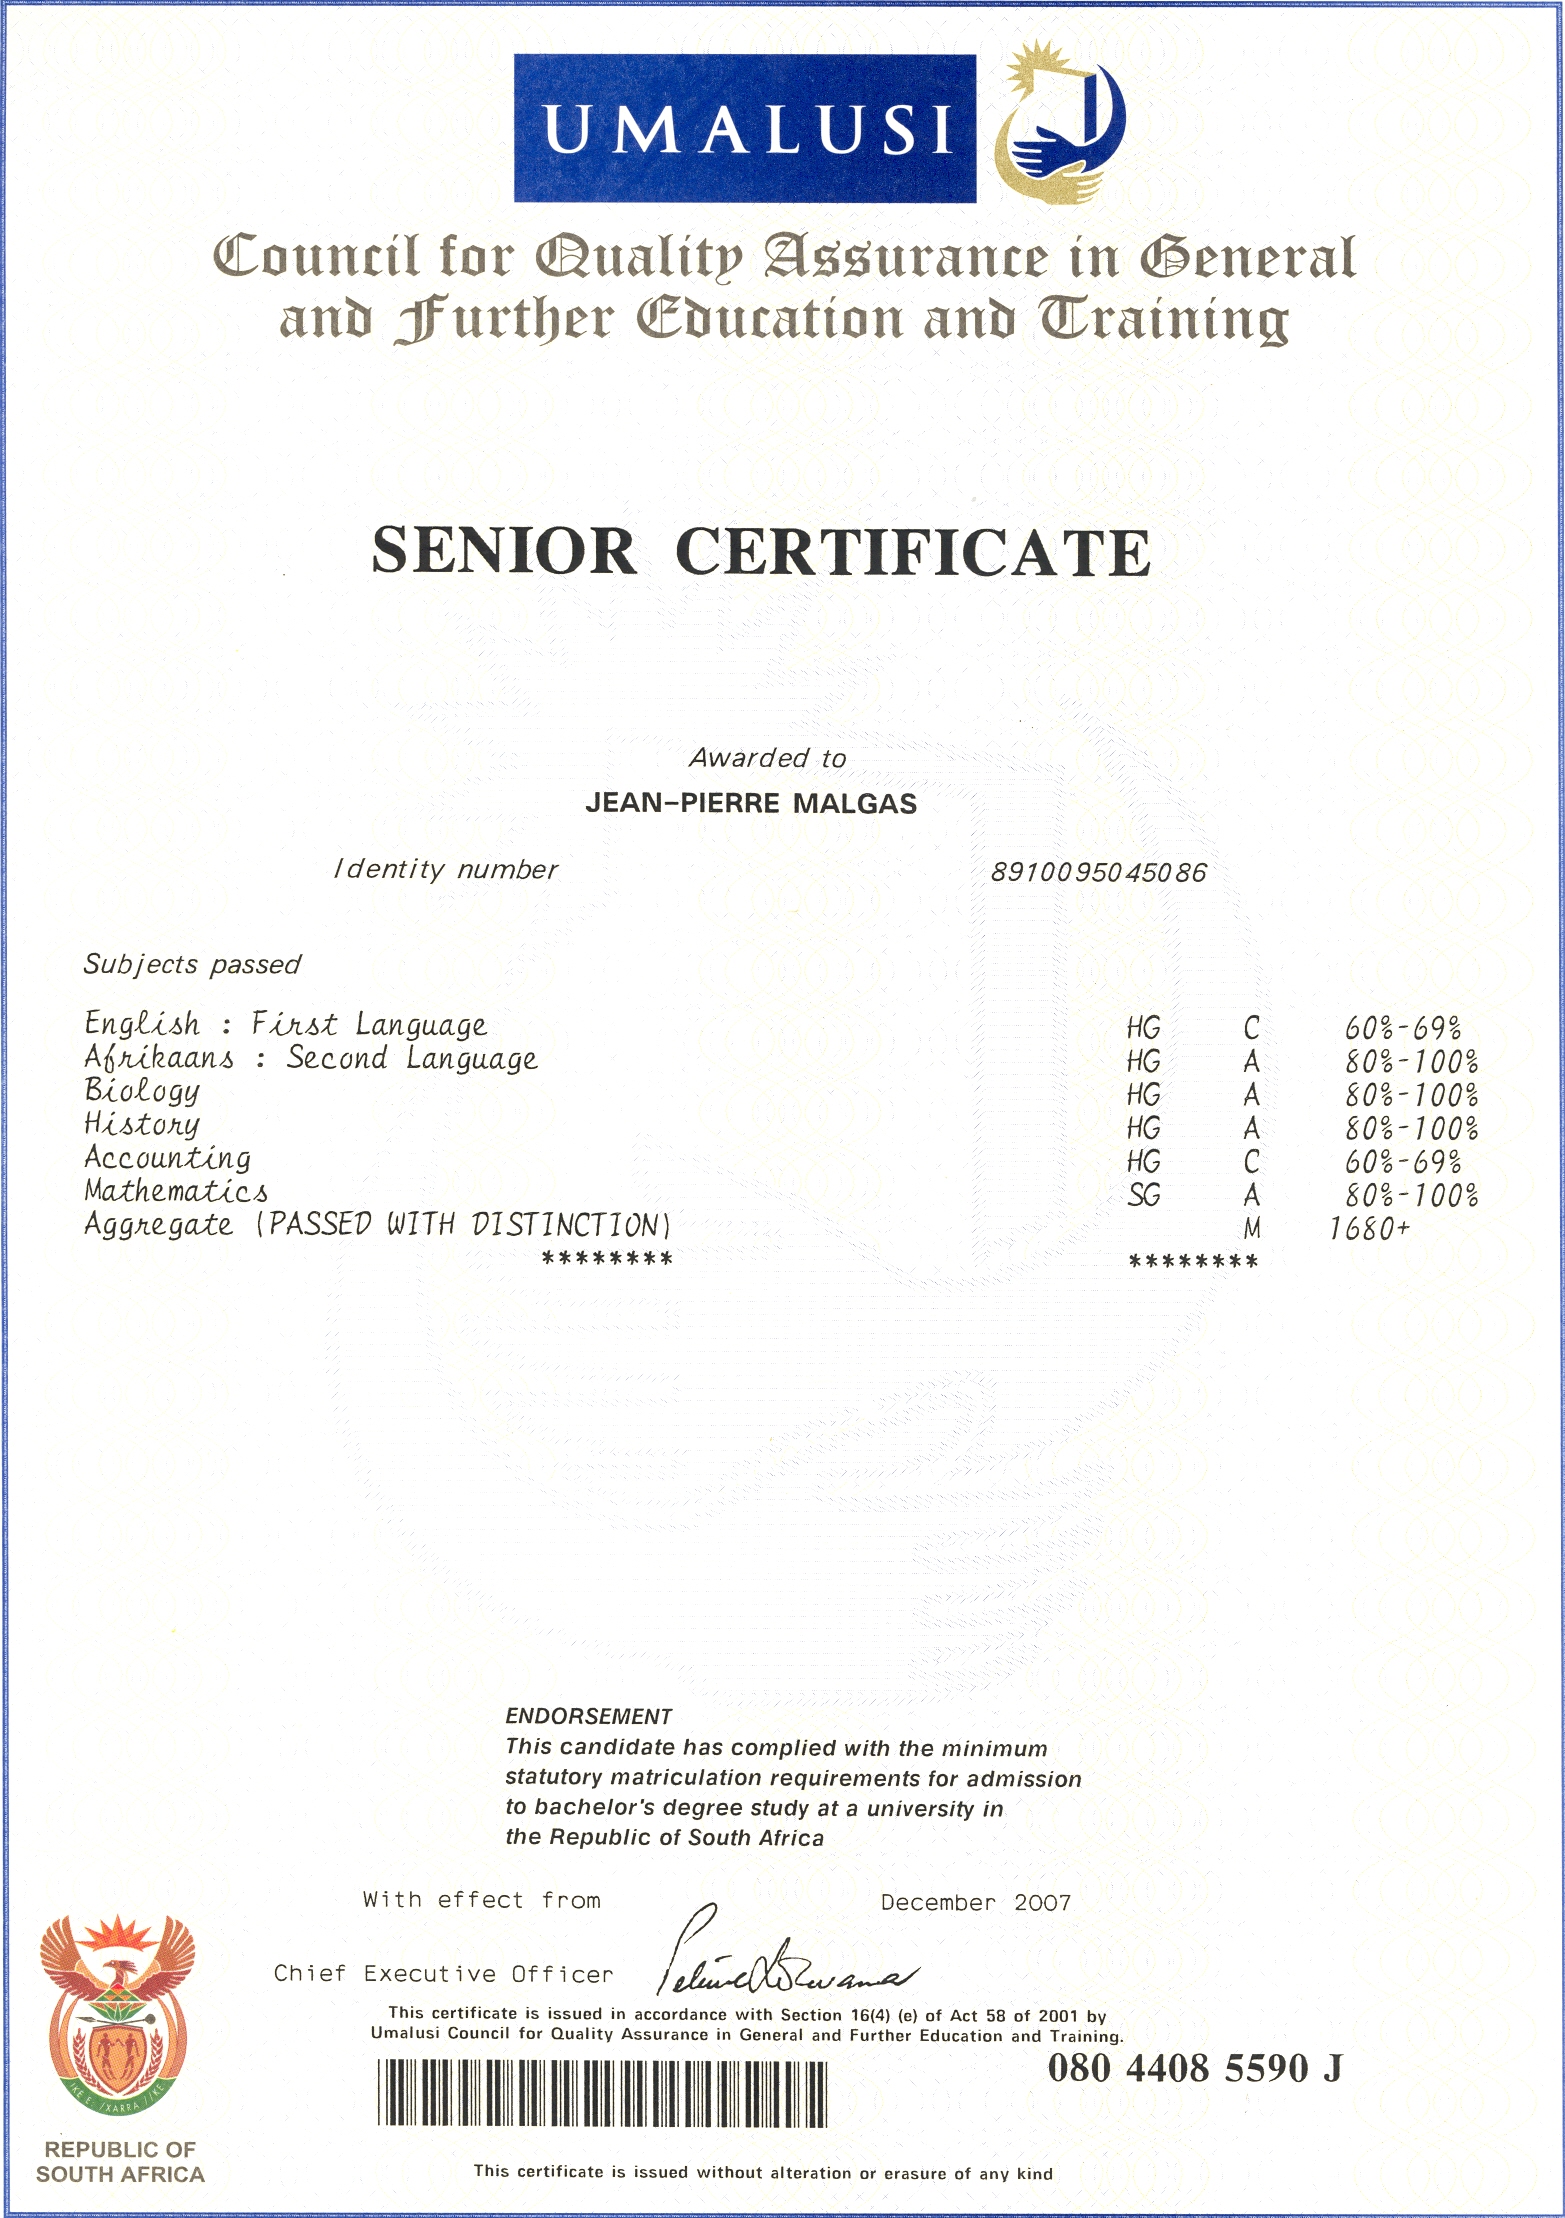 UMALUSI
Council for Quality Assurance in General
and Further Education and Training
SENIOR CERTIFICATE
Awarded to
JEAN-PIERRE MALGAS
Identity number 8910095045086
Subjects passed
English : First Language HG C 60%-69%
Afrikaans : Second Language HG A 80%-100%
Biology HG A 80%-100%
History HG A 80%-100%
Accounting HG C 60%-69%
Mathematics SG A 80%-100%
Aggregate (PASSED WITH DISTINCTION) M 1680+
******** ********
ENDORSEMENT
This candidate has complied with the minimum
statutory matriculation requirements for admission
to bachelor's degree study at a university in
the Republic of South Africa
With effect from December 2007
Chief Executive Officer
This certificate is issued in accordance with Section 16(4) (e) of Act 58 of 2001 by
Umalusi Council for Quality Assurance in General and Further Education and Training.
080 4408 5590 J
REPUBLIC OF
SOUTH AFRICA
This certificate is issued without alteration or erasure of any kind